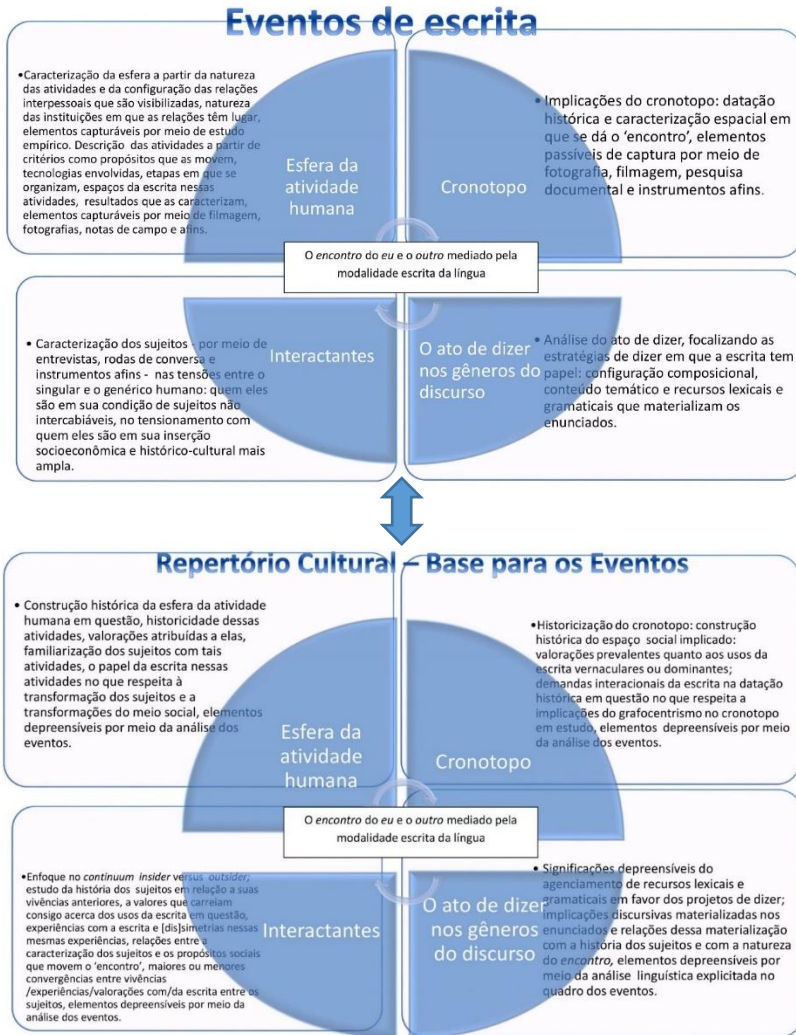 Eventos de escrita
•Caracterização da esfera a partir da natureza
das atividades e da configuração das relações
interpessoais que são visibilizadas, natureza
das instituições em que as relações têm lugar,
elementos capturáveis por meio de estudo
empírico. Descrição das atividades a partir de
critérios como propósitos que as movem,
tecnologias envolvidas, etapas em que se
organizam, espaços da escrita nessas
atividades, resultados que as caracterizam,
elementos capturáveis por meio de filmagem,
fotografias, notas de campo e afins.
Esfera da
atividade
humana
Cronotopo
• Implicações do cronotopo: datação
histórica e caracterização espacial em
que se dá o ‘encontro’, elementos
passíveis de captura por meio de
fotografia, filmagem, pesquisa
documental e instrumentos afins.
O encontro do eu e o outro mediado pela
modalidade escrita da língua
• Caracterização dos sujeitos - por meio de
entrevistas, rodas de conversa e
instrumentos afins - nas tensões entre o
singular e o genérico humano: quem eles
são em sua condição de sujeitos não
intercabiáveis, no tensionamento com
quem eles são em sua inserção
socioeconômica e histórico-cultural mais
ampla.
Interactantes
O ato de dizer
nos gêneros do
discurso
•Análise do ato de dizer, focalizando as
estratégias de dizer em que a escrita tem
papel: configuração composicional,
conteúdo temático e recursos lexicais e
gramaticais que materializam os
enunciados.
Repertório Cultural – Base para os Eventos
• Construção histórica da esfera da atividade
humana em questão, historicidade dessas
atividades, valorações atribuídas a elas,
familiarização dos sujeitos com tais
atividades, o papel da escrita nessas
atividades no que respeita à
transformação dos sujeitos e a
transformações do meio social, elementos
depreensíveis por meio da análise dos
eventos.
Esfera da
atividade
humana
Cronotopo
•Historicização do cronotopo: construção
histórica do espaço social implicado:
valorações prevalentes quanto aos usos da
escrita vernaculares ou dominantes;
demandas interacionais da escrita na datação
histórica em questão no que respeita a
implicações do grafocentrismo no cronotopo
em estudo, elementos depreensíveis por meio
da análise dos eventos.
O encontro do eu e o outro mediado pela
modalidade escrita da língua
•Enfoque no continuum insider versus outsider;
estudo da história dos sujeitos em relação a suas
vivências anteriores, a valores que carreiam
consigo acerca dos usos da escrita em questão,
experiências com a escrita e [dis]simetrias nessas
mesmas experiências, relações entre a
caracterização dos sujeitos e os propósitos sociais
que movem o ‘encontro’, maiores ou menores
convergências entre vivências
/experiências/valorações com/da escrita entre os
sujeitos, elementos depreensíveis por meio da
análise dos eventos.
Interactantes
O ato de dizer
nos gêneros
do discurso
• Significações depreensíveis do
agenciamento de recursos lexicais e
gramaticais em favor dos projetos de dizer;
implicações discursivas materializadas nos
enunciados e relações dessa materialização
com a história dos sujeitos e com a natureza
do encontro, elementos depreensíveis por
meio da análise linguística explicitada no
quadro dos eventos.